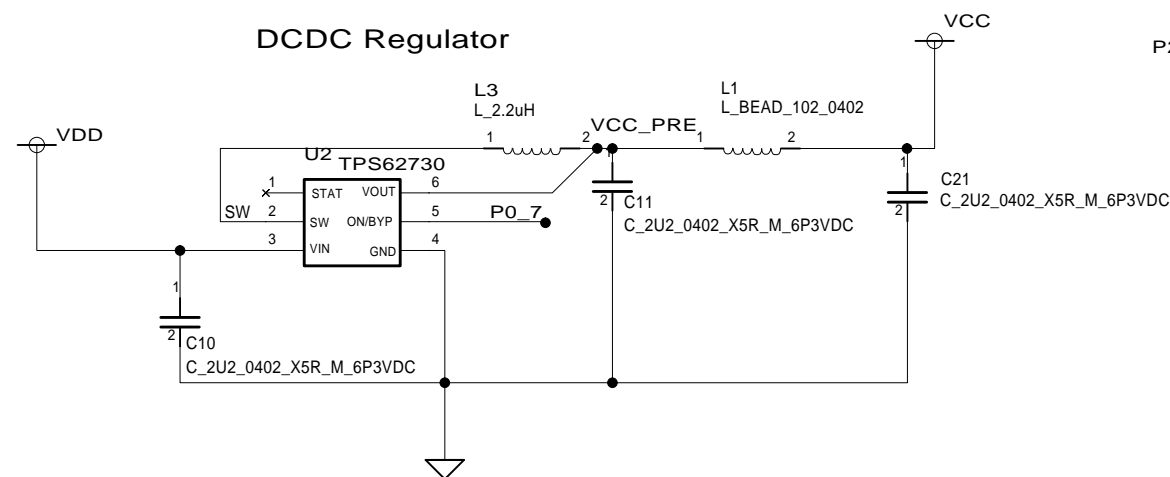 VCC
DCDC Regulator
P2
L3
L_2.2uH
L1
L_BEAD_102_0402
VDD
1
2
VCC_PRE
1
2
U2
TPS62730
1
STAT
VOUT
6
1
1
C21
C_2U2_0402_X5R_M_6P3VDC
SW
2
SW
ON/BYP
5
P0_7
2
C11
C_2U2_0402_X5R_M_6P3VDC
2
3
VIN
GND
4
1
2
C10
C_2U2_0402_X5R_M_6P3VDC